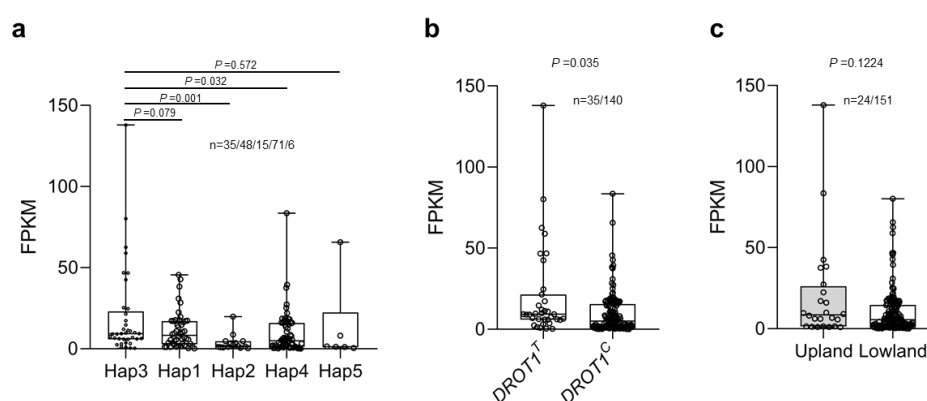 a
P =0.572
P =0.032
P =0.001
P =0.079
n=35/48/15/71/6
FPKM
150
100
50
0
Hap3 Hap1 Hap2 Hap4 Hap5
b
P =0.035
n=35/140
FPKM
150
100
50
0
DROT1T DROT1C
c
P =0.1224
n=24/151
FPKM
150
100
50
0
Upland Lowland